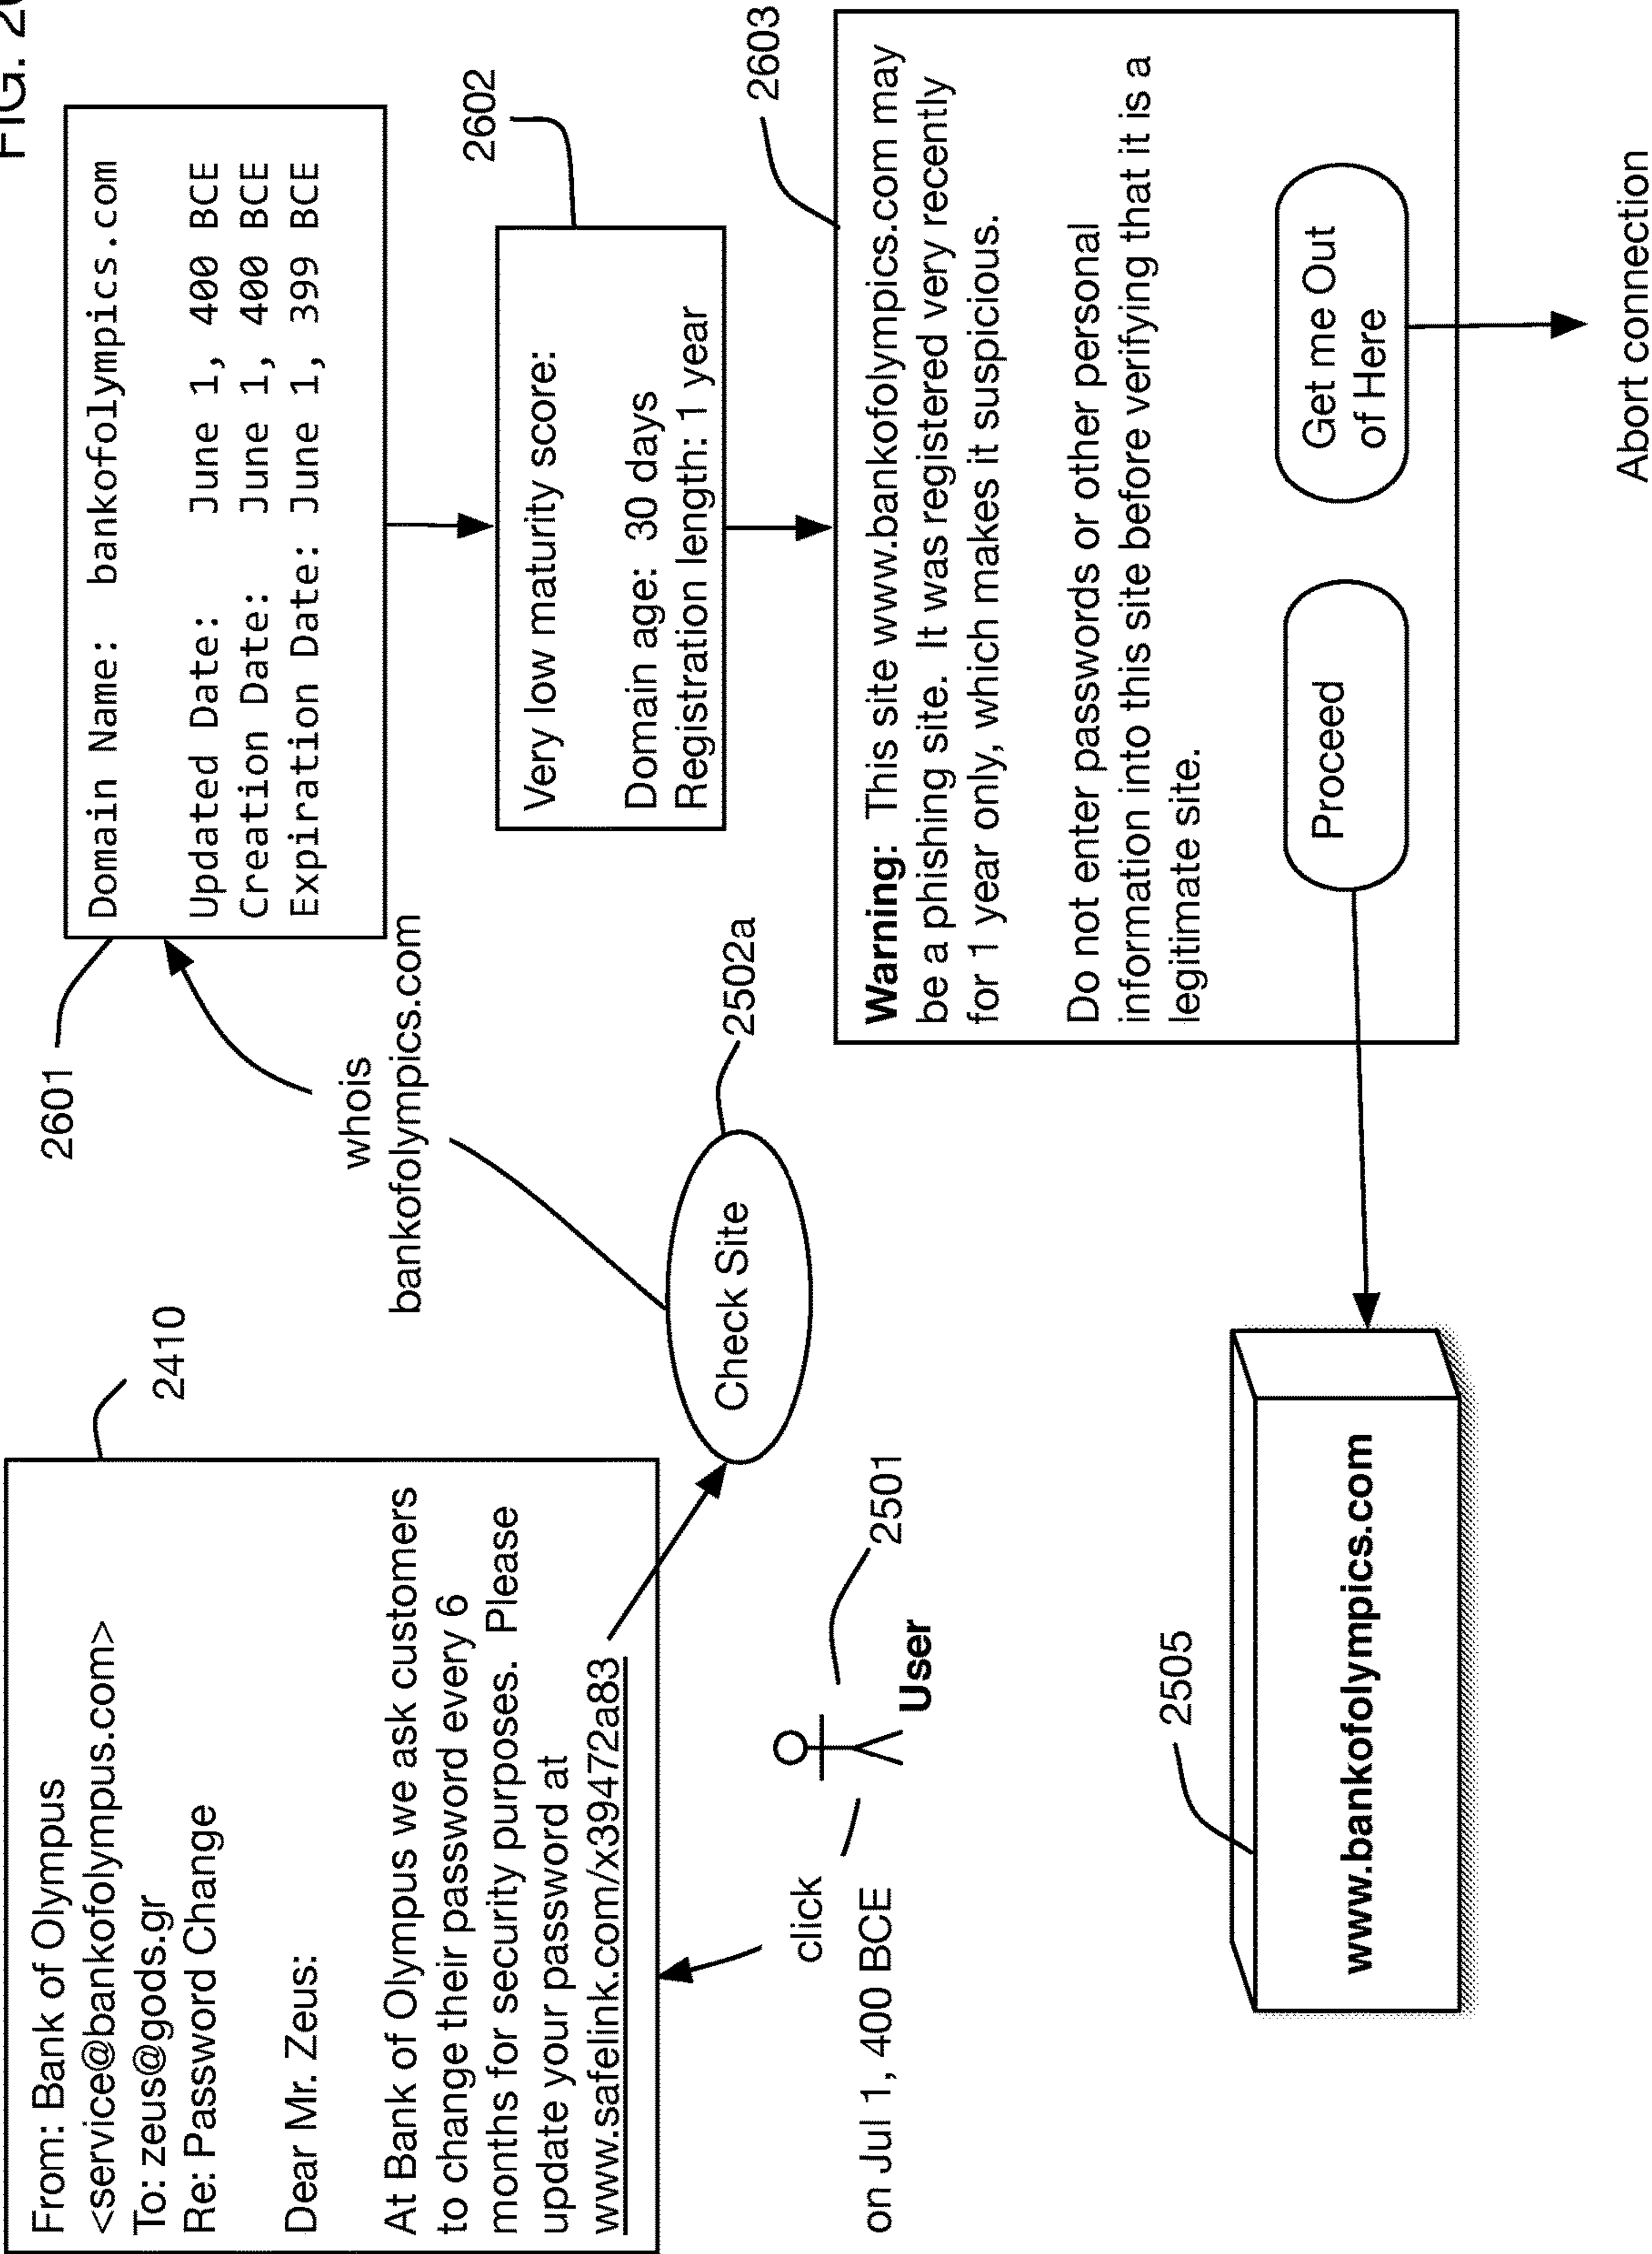 FIG. 26
From: Bank of Olympus
<service@bankofolympus.com>
To: zeus@gods.gr
Re: Password Change
Dear Mr. Zeus:
At Bank of Olympus we ask customers
to change their password every 6
months for security purposes.  Please
update your password at
www.safelink.com/x39472a83
2410
click
on Jul 1, 400 BCE
User
2501
Check Site
2502a
whois
bankofolympics.com
2601
Domain Name:  bankofolympics.com
Updated Date:    June 1, 400 BCE
Creation Date:   June 1, 400 BCE
Expiration Date: June 1, 399 BCE
2602
Very low maturity score:
Domain age:  30 days
Registration length: 1 year
2603
Warning:  This site www.bankofolympics.com may
be a phishing site.  It was registered very recently
for 1 year only, which makes it suspicious.
Do not enter passwords or other personal
information into this site before verifying that it is a
legitimate site.
Proceed
Get me Out
of Here
Abort connection
2505
www.bankfolympics.com